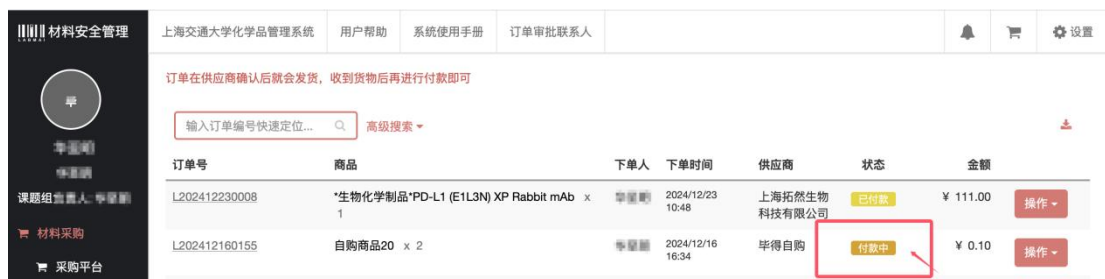 LABMAI 材料安全管理
上海交通大学化学品管理系统 用户帮助 系统使用手册 订单审批联系人 设置
订单在供应商确认后就会发货，收到货物后再进行付款即可
输入订单编号快速定位... 高级搜索
订单号 商品 下单人 下单时间 供应商 状态 金额
L202412230008 *生物化学制品*PD-L1 (E1L3N) XP Rabbit mAb x 1 2024/12/23 10:48 上海拓然生物科技有限公司 已付款 ¥ 111.00 操作
课题组负责人:
材料采购
L202412160155 自购商品20 x 2 2024/12/16 16:34 毕得自购 付款中 ¥ 0.10 操作
采购平台